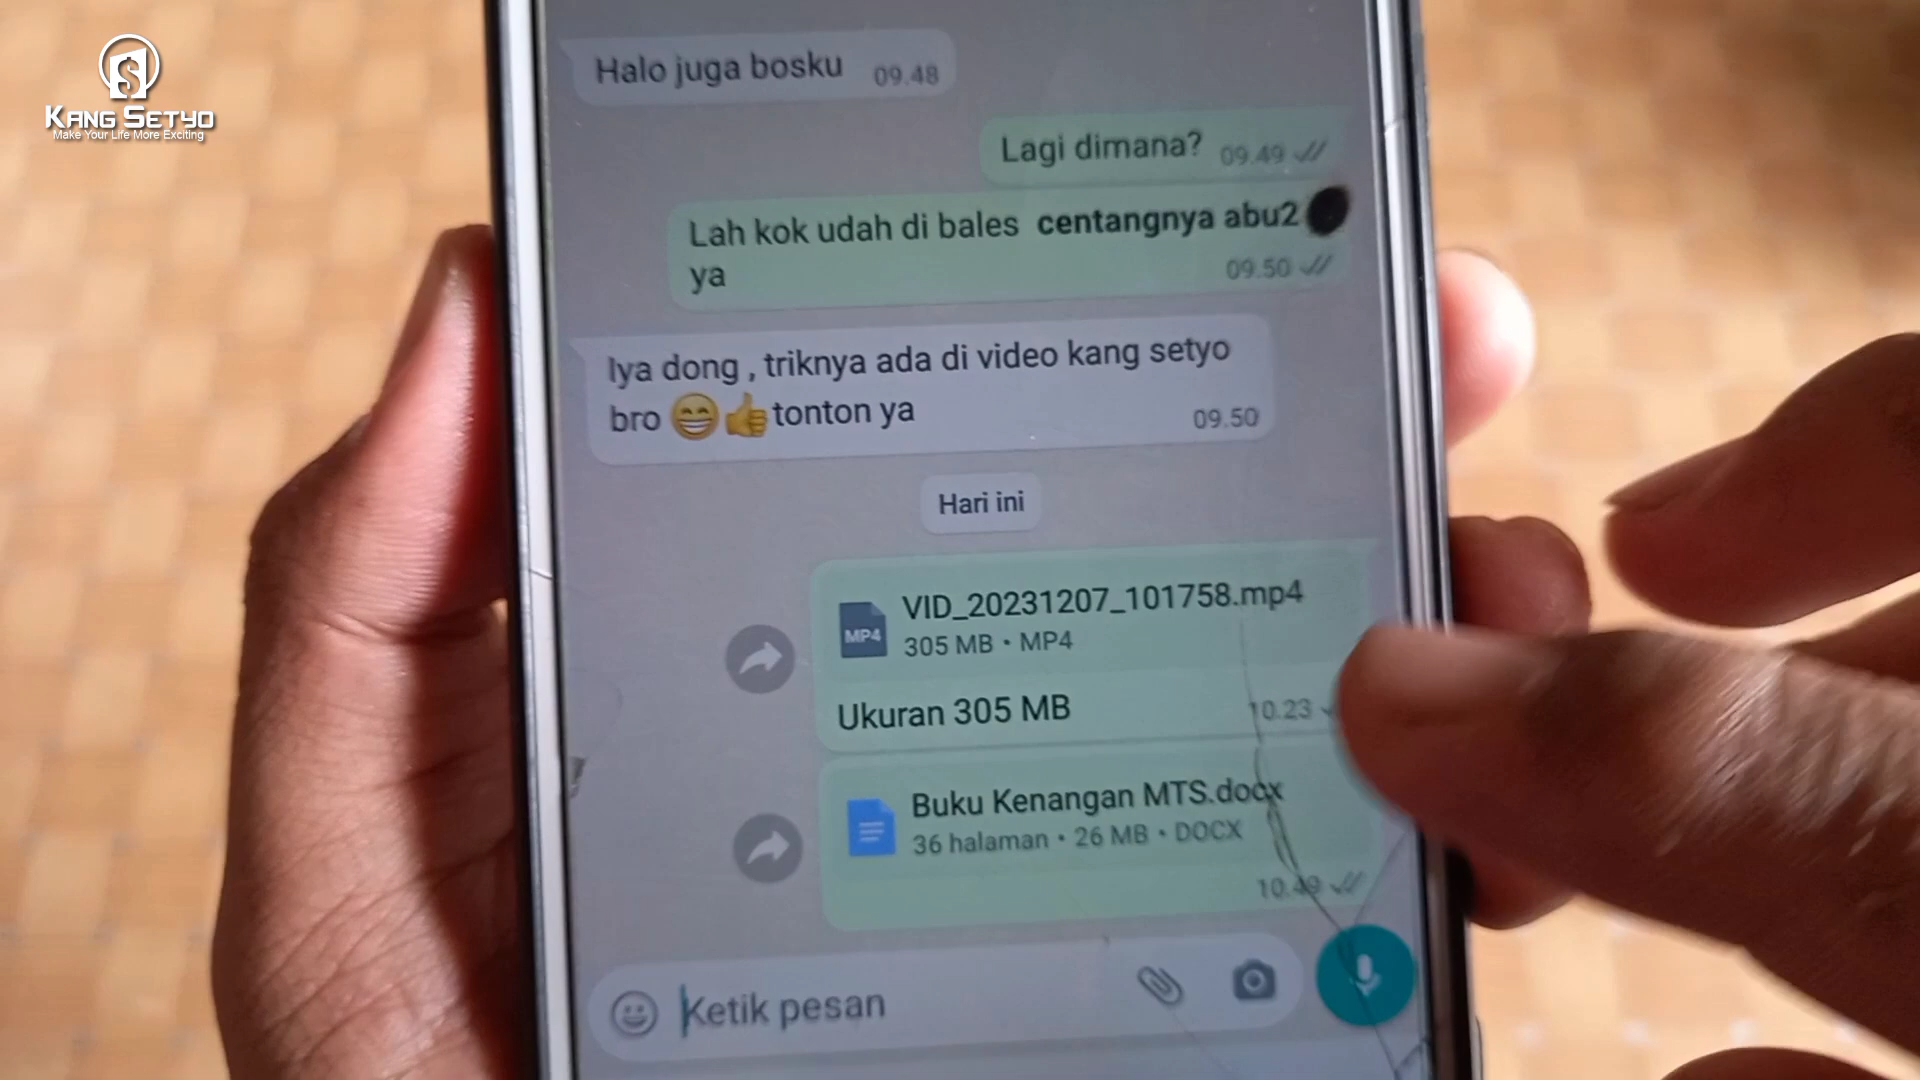 KANG SETYO
Make Your Life More Exciting
Halo juga bosku 09.48
Lagi dimana? 09.49
Lah kok udah di bales centangnya abu2
ya 09.50
Iya dong , triknya ada di video kang setyo
bro 😁👍 tonton ya 09.50
Hari ini
MP4
VID_20231207_101758.mp4
305 MB • MP4
Ukuran 305 MB 10.23
Buku Kenangan MTS.docx
36 halaman • 26 MB • DOCX
10.49
Ketik pesan